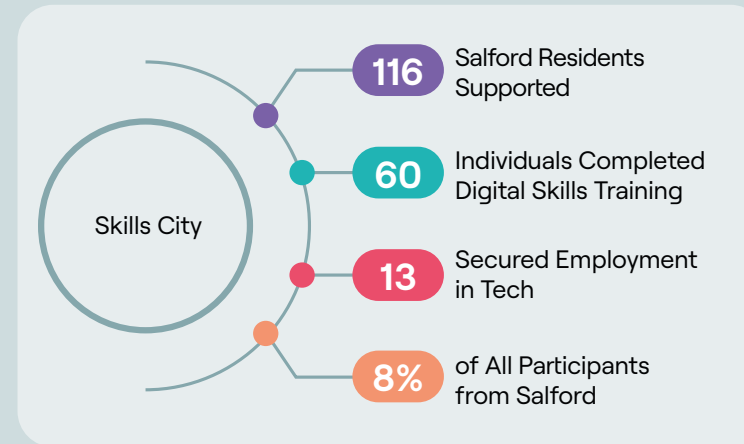 Skills City
116
Salford Residents
Supported
60
Individuals Completed
Digital Skills Training
13
Secured Employment
in Tech
8%
of All Participants
from Salford